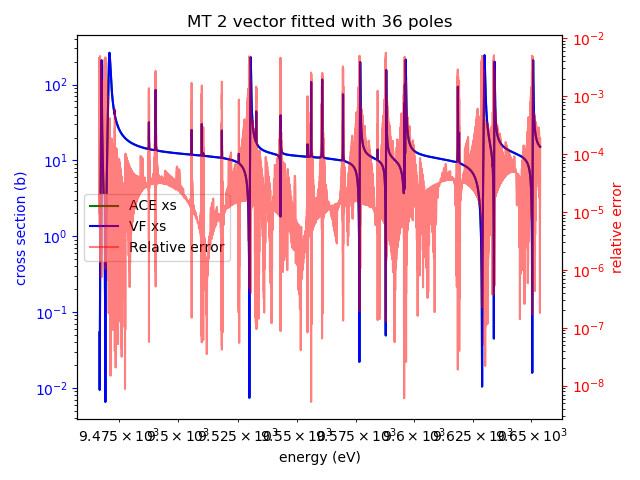 MT 2 vector fitted with 36 poles
10²
10¹
10⁰
10⁻¹
10⁻²
cross section (b)
10⁻²
10⁻³
10⁻⁴
10⁻⁵
10⁻⁶
10⁻⁷
10⁻⁸
relative error
ACE xs
VF xs
Relative error
9.475 × 10³ 9.5 × 10³ 9.525 × 10³ 9.55 × 10³ 9.575 × 10³ 9.6 × 10³ 9.625 × 10³ 9.65 × 10³
energy (eV)